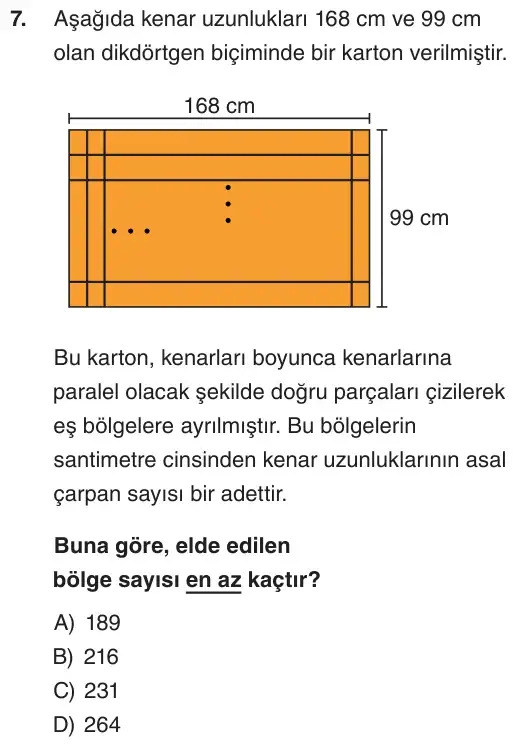 7. Aşağıda kenar uzunlukları 168 cm ve 99 cm
olan dikdörtgen biçiminde bir karton verilmiştir.
168 cm
99 cm
Bu karton, kenarları boyunca kenarlarına
paralel olacak şekilde doğru parçaları çizilerek
eş bölgelere ayrılmıştır. Bu bölgelerin
santimetre cinsinden kenar uzunluklarının asal
çarpan sayısı bir adettir.
Buna göre, elde edilen
bölge sayısı en az kaçtır?
A) 189
B) 216
C) 231
D) 264